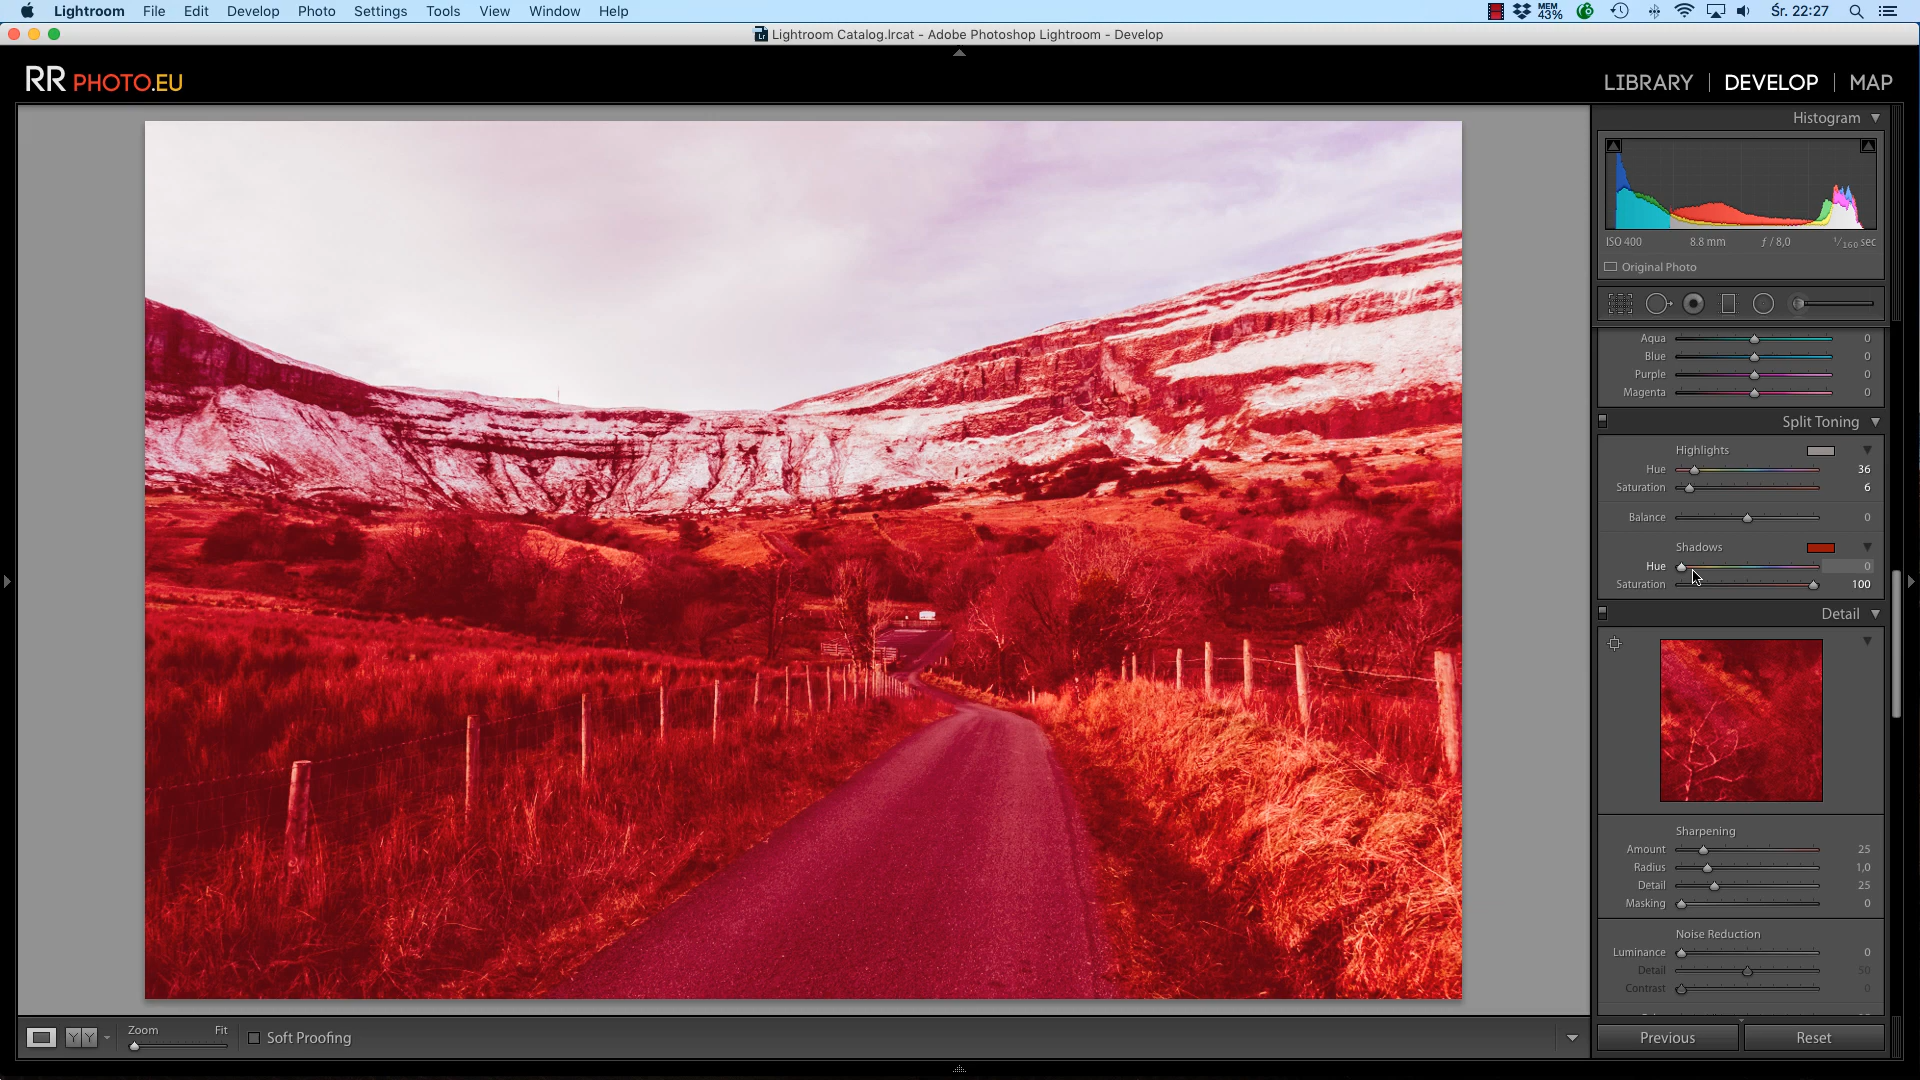 Lightroom File Edit Develop Photo Settings Tools View Window Help MEM 43% Śr. 22:27
Lr Lightroom Catalog.lrcat - Adobe Photoshop Lightroom - Develop
RR PHOTO.EU LIBRARY | DEVELOP | MAP
Histogram
ISO 400 8.8 mm ƒ / 8,0 1/160 sec
Original Photo
Aqua 0
Blue 0
Purple 0
Magenta 0
Split Toning
Highlights
Hue 36
Saturation 6
Balance 0
Shadows
Hue 0
Saturation 100
Detail
Sharpening
Amount 25
Radius 1,0
Detail 25
Masking 0
Noise Reduction
Luminance 0
Detail 50
Contrast 0
YY Zoom Fit Soft Proofing
Previous Reset